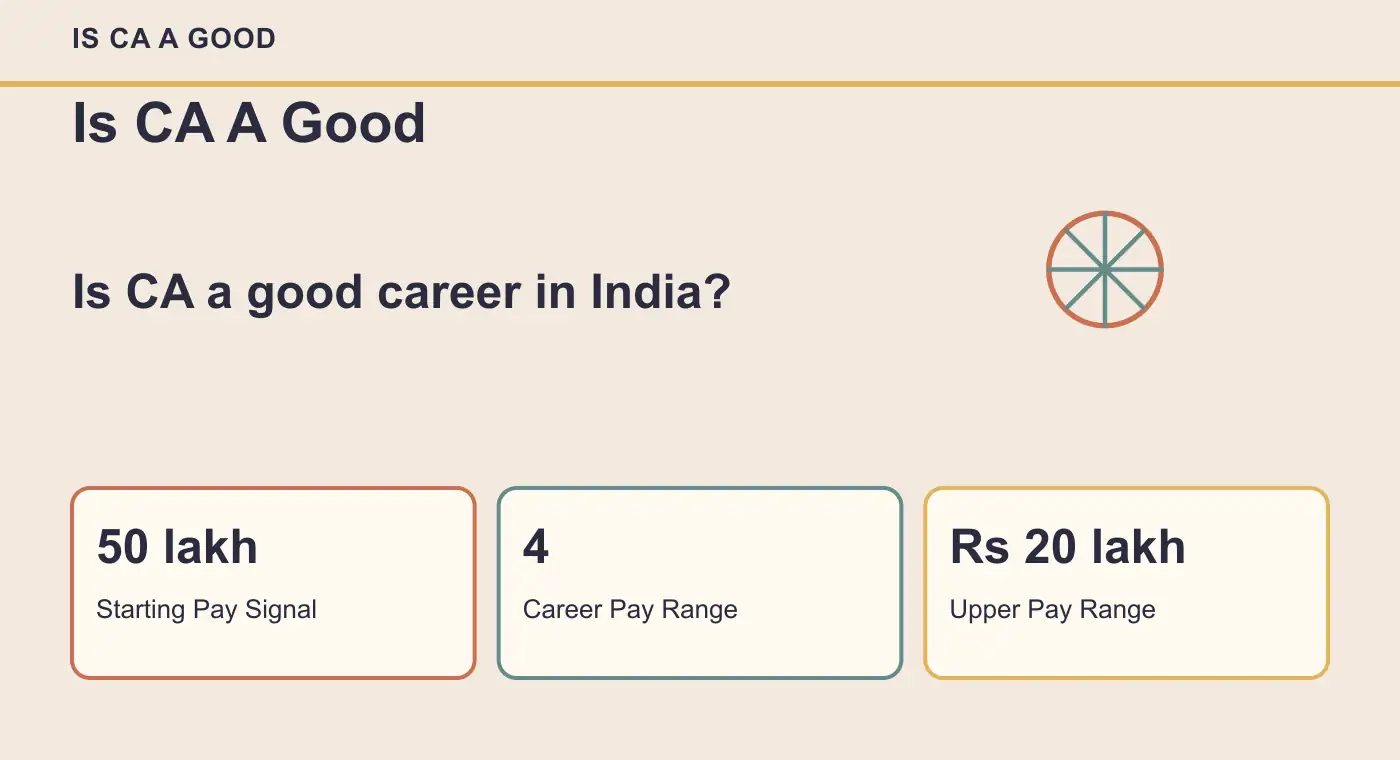 IS CA A GOOD
Is CA A Good
Is CA a good career in India?
50 lakh
Starting Pay Signal
4
Career Pay Range
Rs 20 lakh
Upper Pay Range